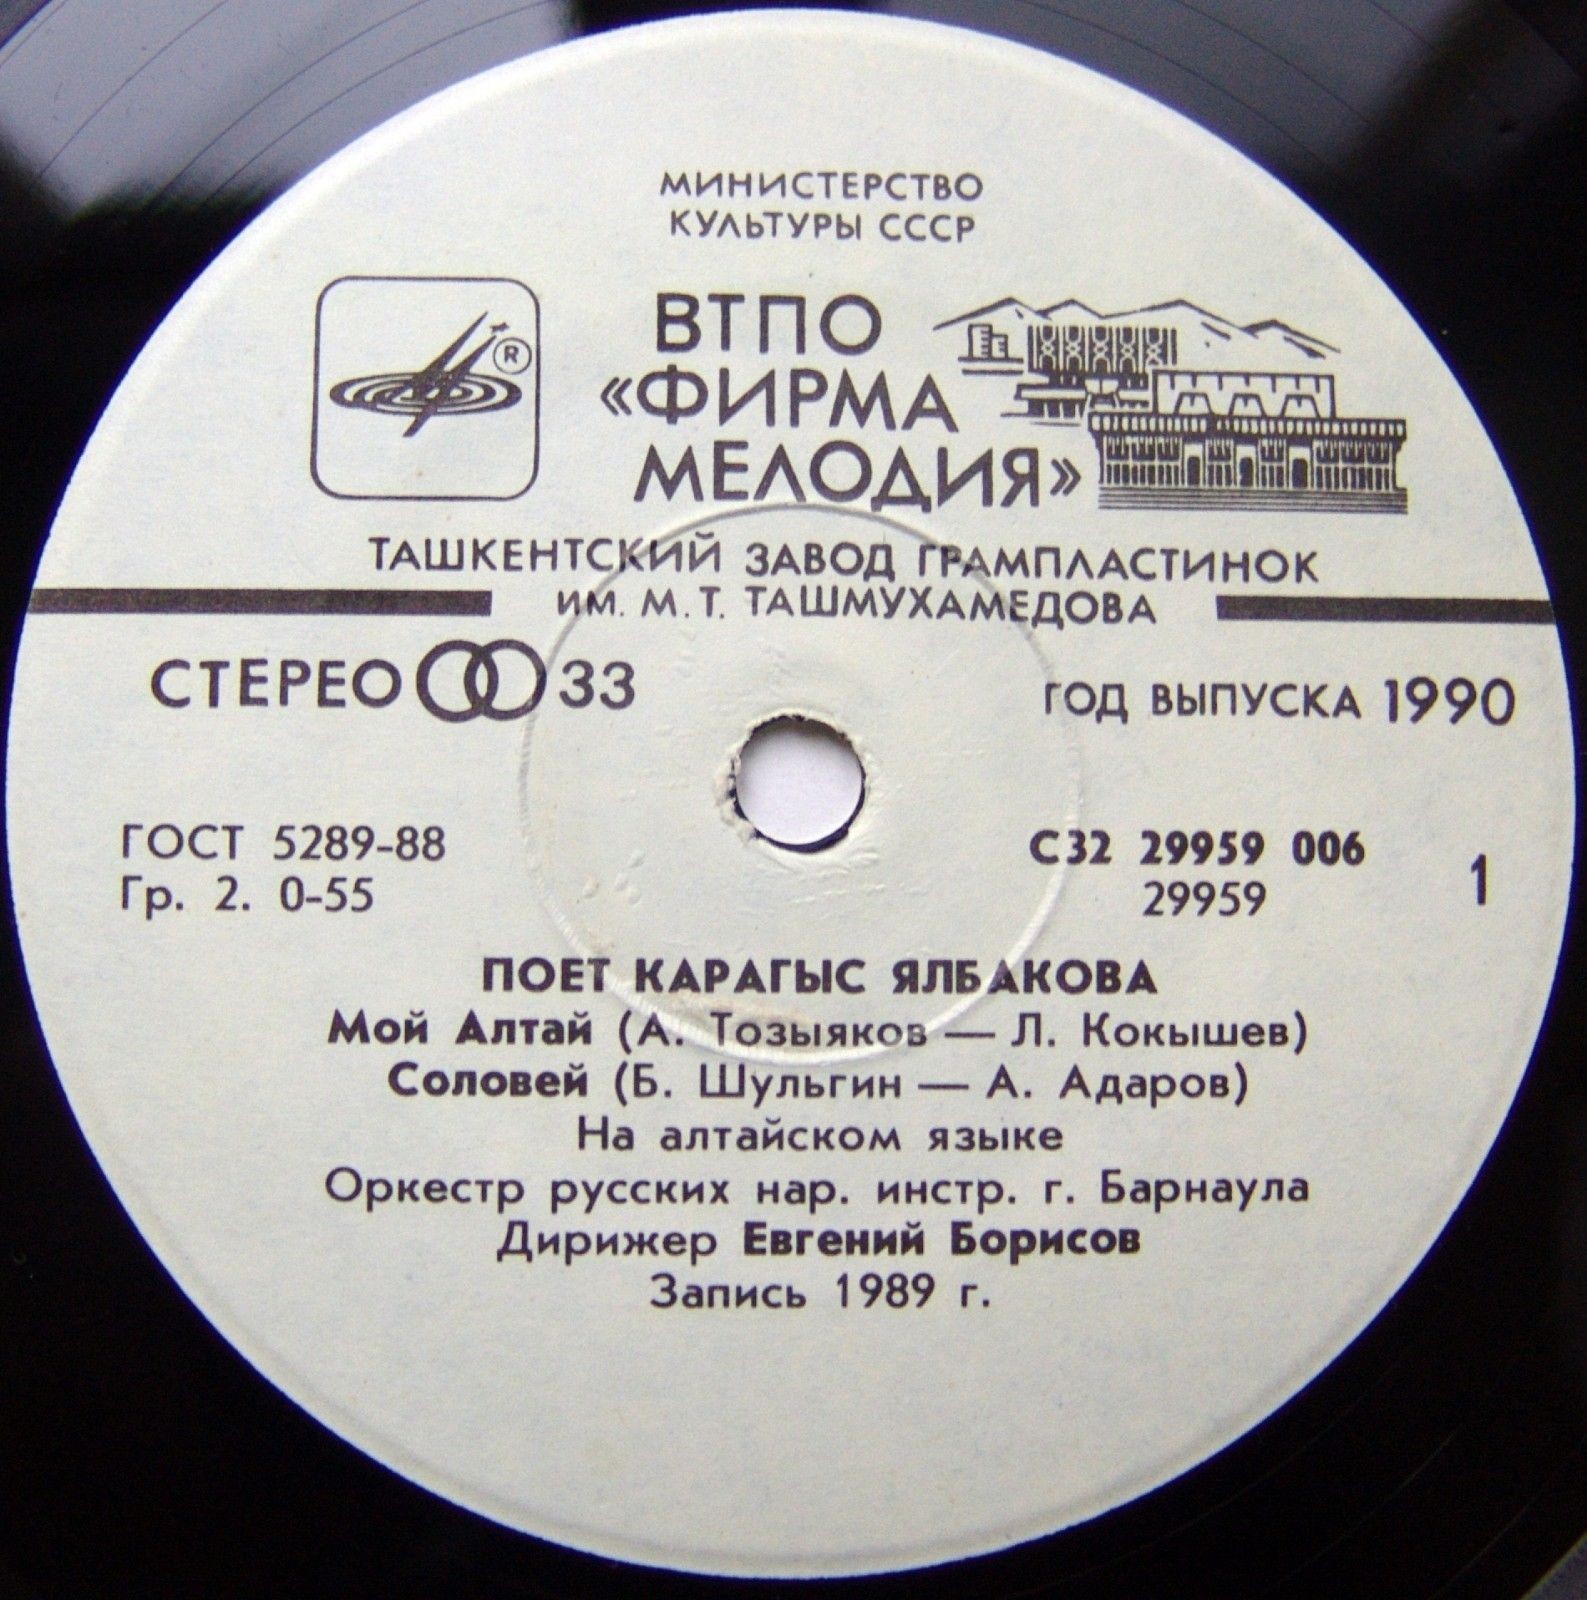 МИНИСТЕРСТВО
КУЛЬТУРЫ СССР
ВТПО
«ФИРМА
МЕЛОДИЯ»
®
ТАШКЕНТСКИЙ ЗАВОД ГРАМПЛАСТИНОК
ИМ. М. Т. ТАШМУХАМЕДОВА
СТЕРЕО 33
ГОД ВЫПУСКА 1990
ГОСТ 5289-88
Гр. 2. 0-55
С32 29959 006
29959
1
ПОЕТ КАРАГЫС ЯЛБАКОВА
Мой Алтай (А. Тозыяков — Л. Кокышев)
Соловей (Б. Шульгин — А. Адаров)
На алтайском языке
Оркестр русских нар. инстр. г. Барнаула
Дирижер Евгений Борисов
Запись 1989 г.